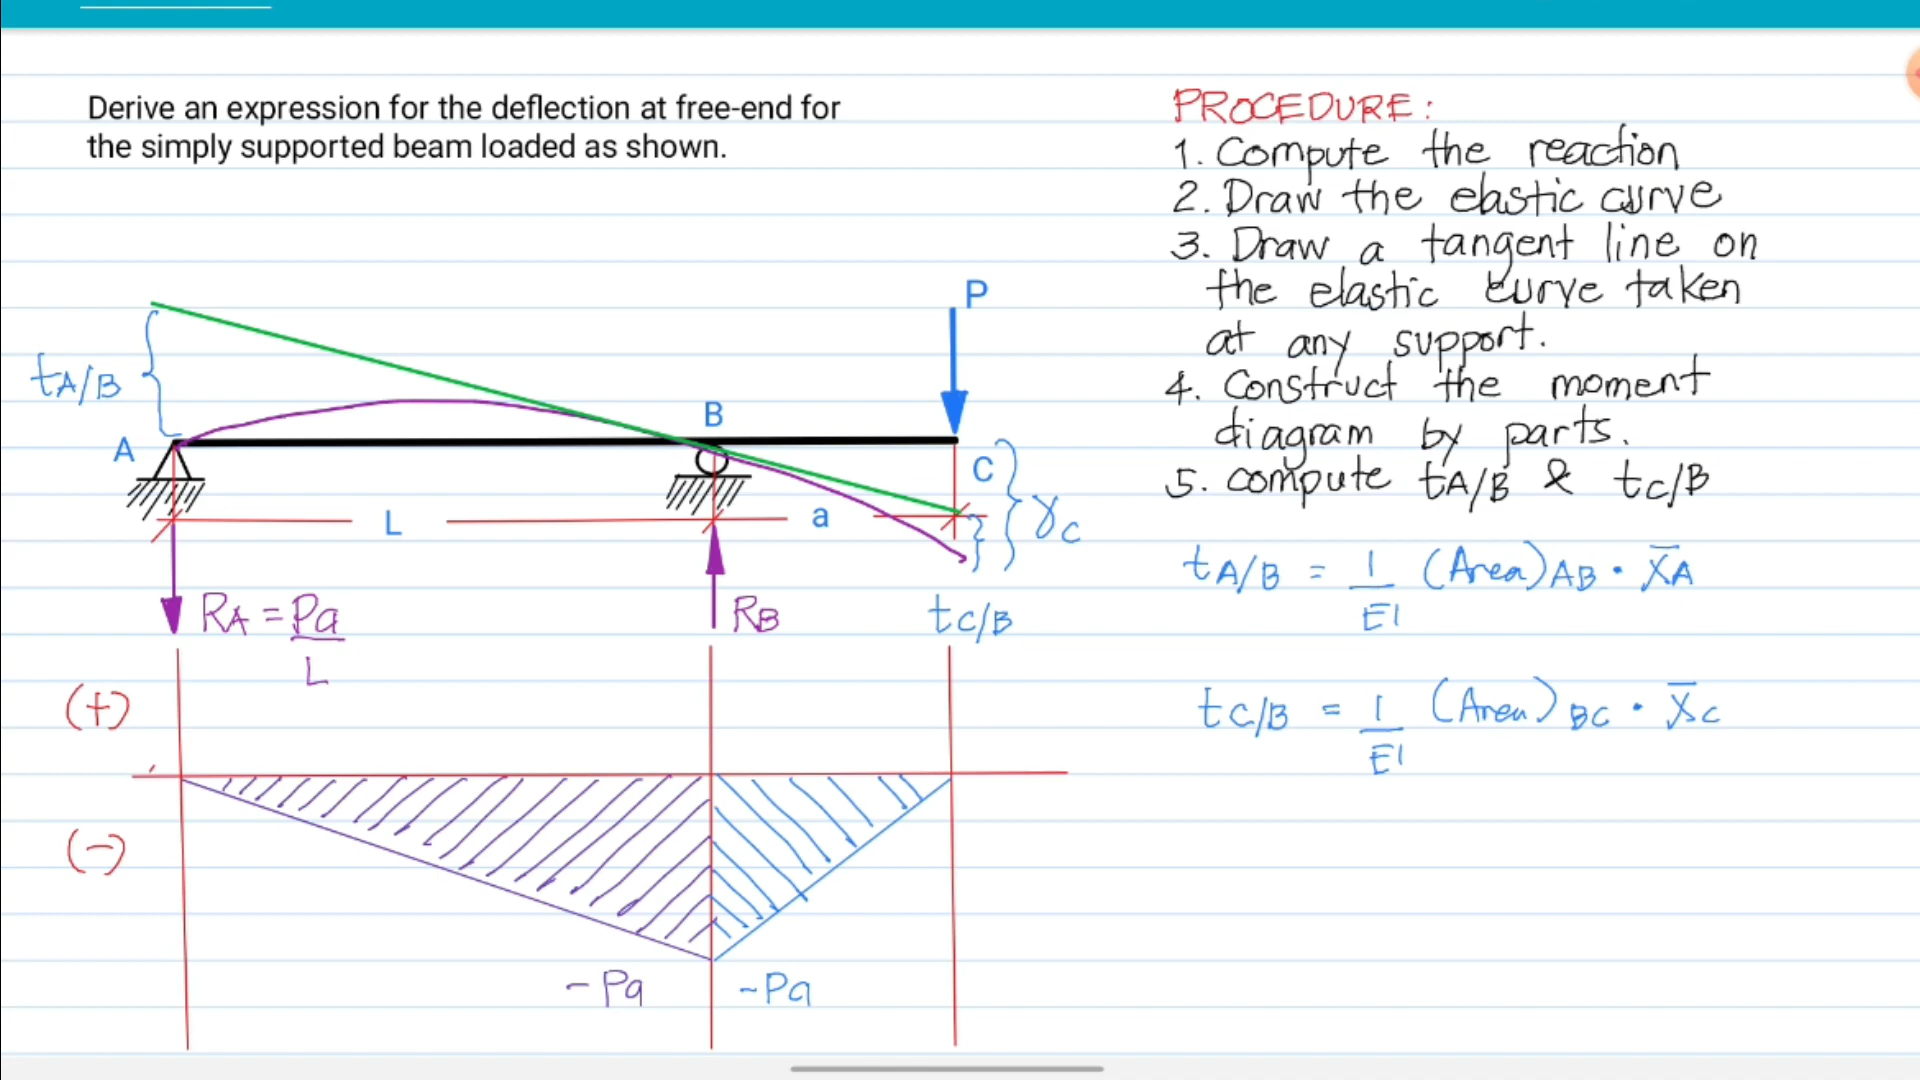 Derive an expression for the deflection at free-end for
the simply supported beam loaded as shown.
PROCEDURE:
1. Compute the reaction
2. Draw the elastic curve
3. Draw a tangent line on
the elastic curve taken
at any support.
4. Construct the moment
diagram by parts.
5. compute tA/B & tC/B
tA/B = 1/EI (Area)AB · X̅A
tC/B = 1/EI (Area)BC · X̅C
P
tA/B
B
A
C
L
a
γC
RA = Pa/L
RB
tC/B
(+)
(-)
-Pa
-Pa